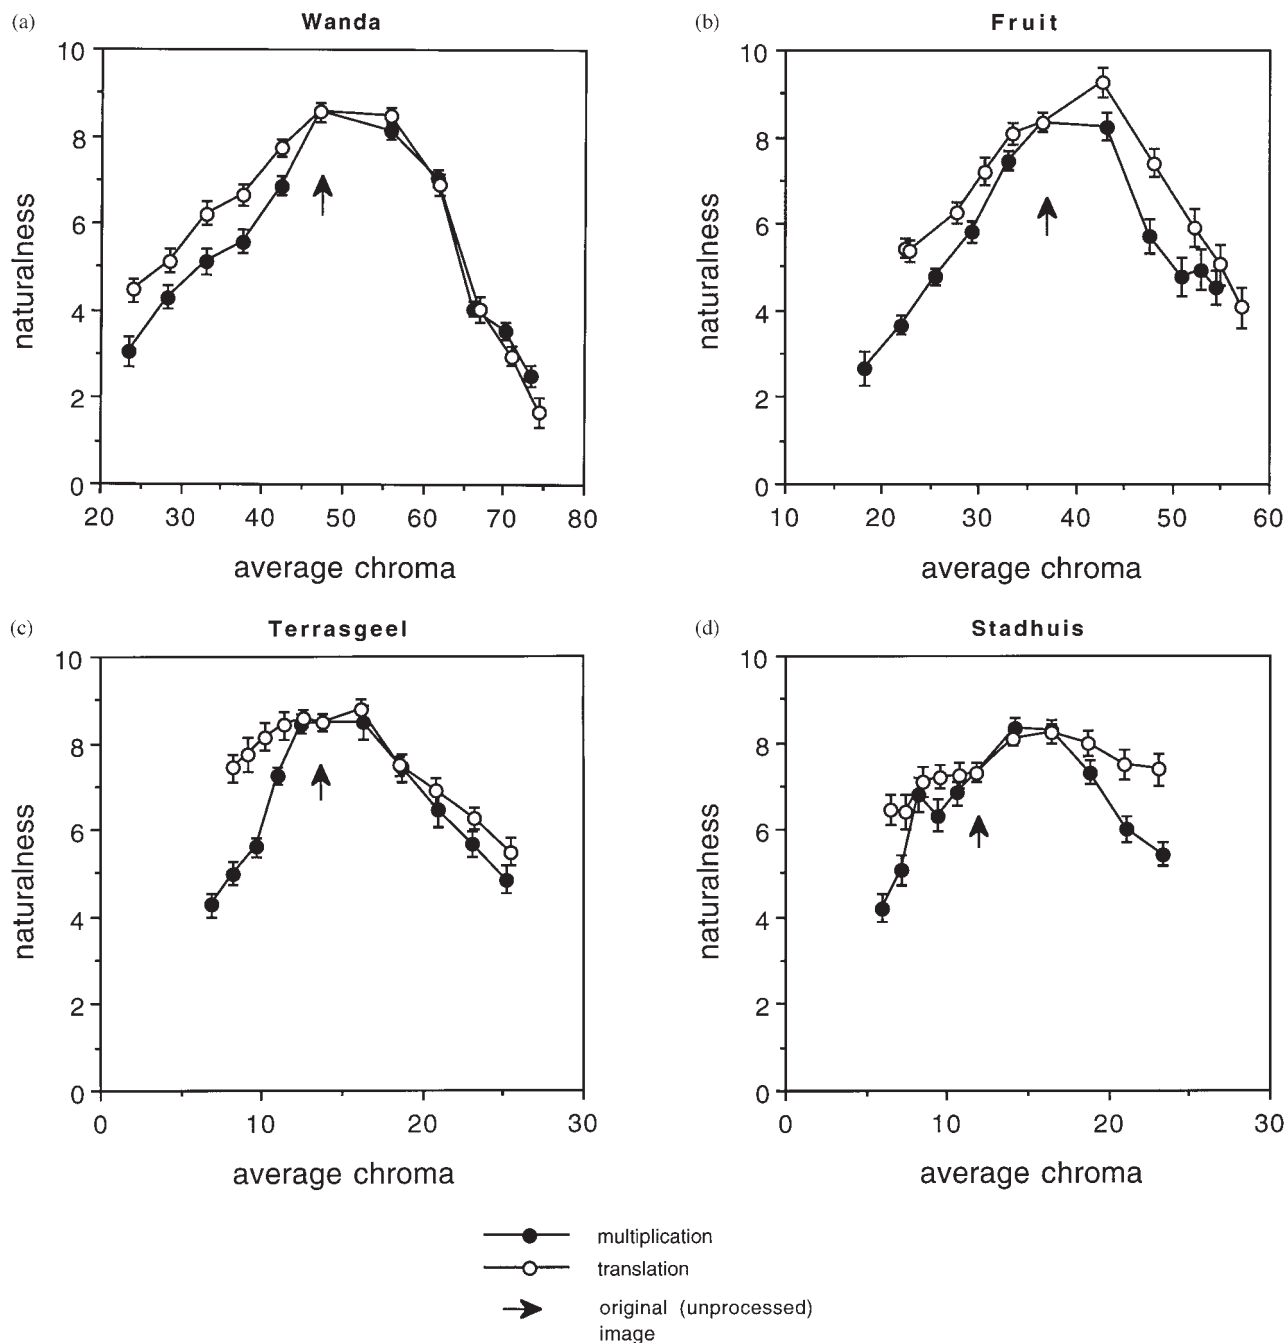 (a)
Wanda
10
8
6
4
2
0
naturalness
20 30 40 50 60 70 80
average chroma
(b)
Fruit
10
8
6
4
2
0
naturalness
10 20 30 40 50 60
average chroma
(c)
Terrasgeel
10
8
6
4
2
0
naturalness
0 10 20 30
average chroma
(d)
Stadhuis
10
8
6
4
2
0
naturalness
0 10 20 30
average chroma
multiplication
translation
original (unprocessed)
image